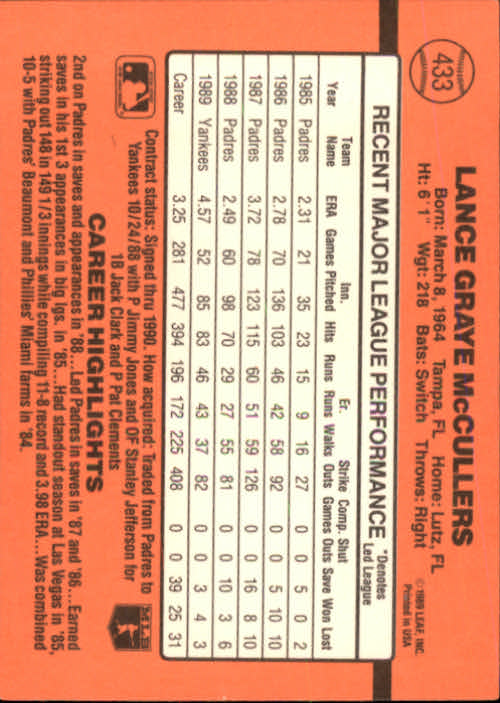 433
LANCE GRAYE McCULLERS
Born: March 8, 1964 Tampa, FL Home: Lutz, FL
Ht: 6' 1" Wgt: 218 Bats: Switch Throws: Right
©1989 LEAF, INC.
Printed in USA
RECENT MAJOR LEAGUE PERFORMANCE *Denotes Led League
Team Inn. Er. Strike Comp. Shut
Year Name ERA Games Pitched Hits Runs Runs Walks Outs Games Outs Save Won Lost
1985 Padres 2.31 21 35 23 15 9 16 27 0 0 5 0 2
1986 Padres 2.78 70 136 103 46 42 58 92 0 0 5 10 10
1987 Padres 3.72 78 123 115 60 51 59 126 0 0 16 8 10
1988 Padres 2.49 60 98 70 29 27 55 81 0 0 10 3 6
1989 Yankees 4.57 52 85 83 46 43 37 82 0 0 3 4 3
Career 3.25 281 477 394 196 172 225 408 0 0 39 25 31
Contract status: Signed thru 1990. How acquired: Traded from Padres to
Yankees 10/24/88 with P Jimmy Jones and OF Stanley Jefferson for
1B Jack Clark and P Pat Clements
MLB
CAREER HIGHLIGHTS
2nd on Padres in saves and appearances in '88...Led Padres in saves in '87 and '86...Earned
saves in his 1st 3 appearances in big lgs. in '85....Had standout season at Las Vegas in '85,
striking out 148 in 149 1/3 innings while compiling 11-8 record and 3.98 ERA...Was combined
10-5 with Padres' Beaumont and Phillies' Miami farms in '84.